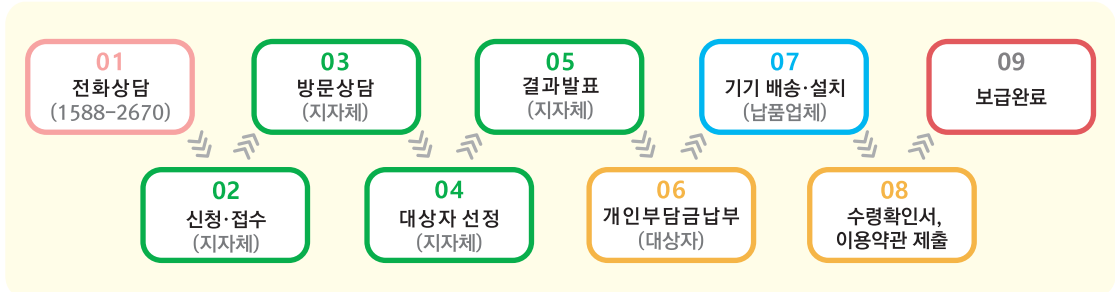 01
전화상담
(1588-2670)
02
신청·접수
(지자체)
03
방문상담
(지자체)
04
대상자 선정
(지자체)
05
결과발표
(지자체)
06
개인부담금납부
(대상자)
07
기기 배송·설치
(납품업체)
08
수령확인서,
이용약관 제출
09
보급완료